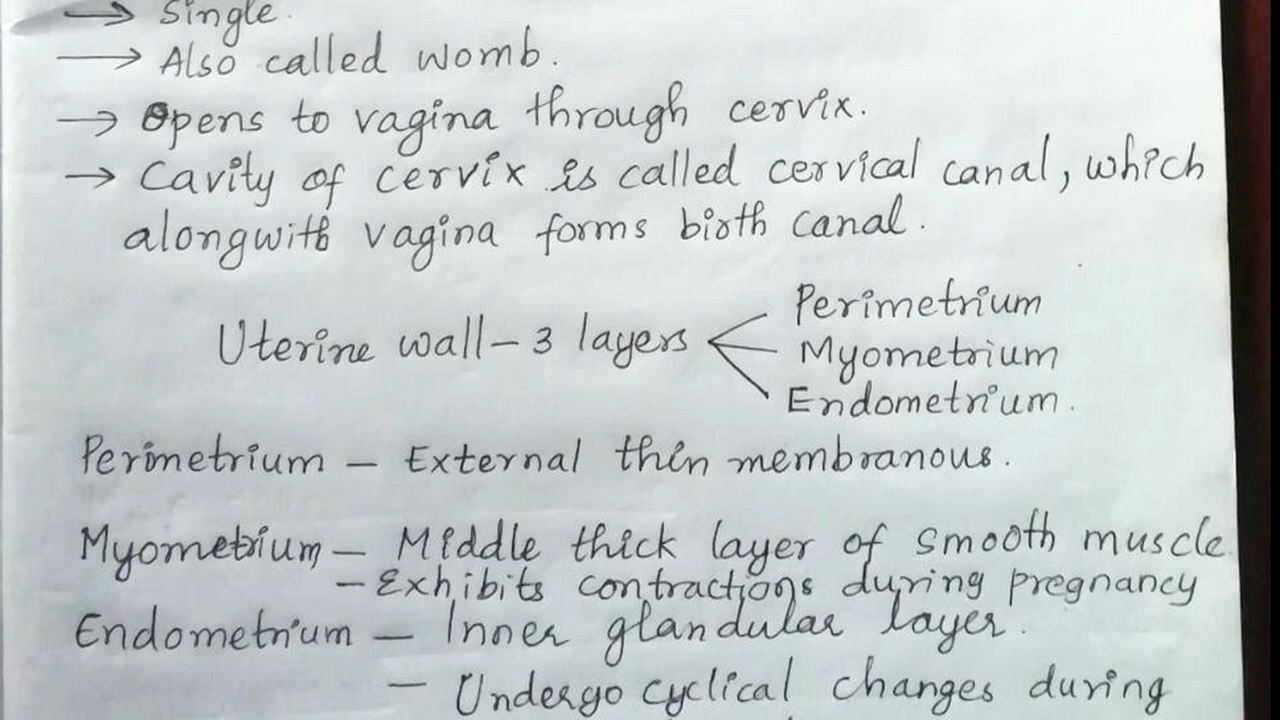 → Single.
→ Also called womb.
→ Opens to vagina through cervix.
→ Cavity of cervix is called cervical canal, which
alongwith vagina forms birth canal.
Uterine wall - 3 layers
Perimetrium
Myometrium
Endometrium.
Perimetrium - External thin membranous.
Myometrium - Middle thick layer of smooth muscle
- Exhibits contractions during pregnancy
Endometrium - Inner glandular layer.
- Undergo cyclical changes during